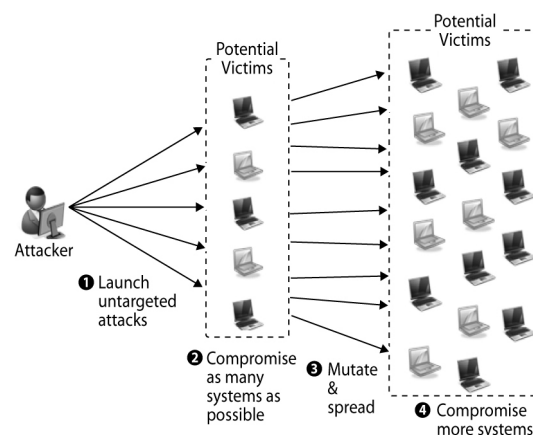 Potential
Victims
Potential
Victims
Attacker
❶ Launch
untargeted
attacks
❷ Compromise
as many
systems as
possible
❸ Mutate
&
spread
❹ Compromise
more systems